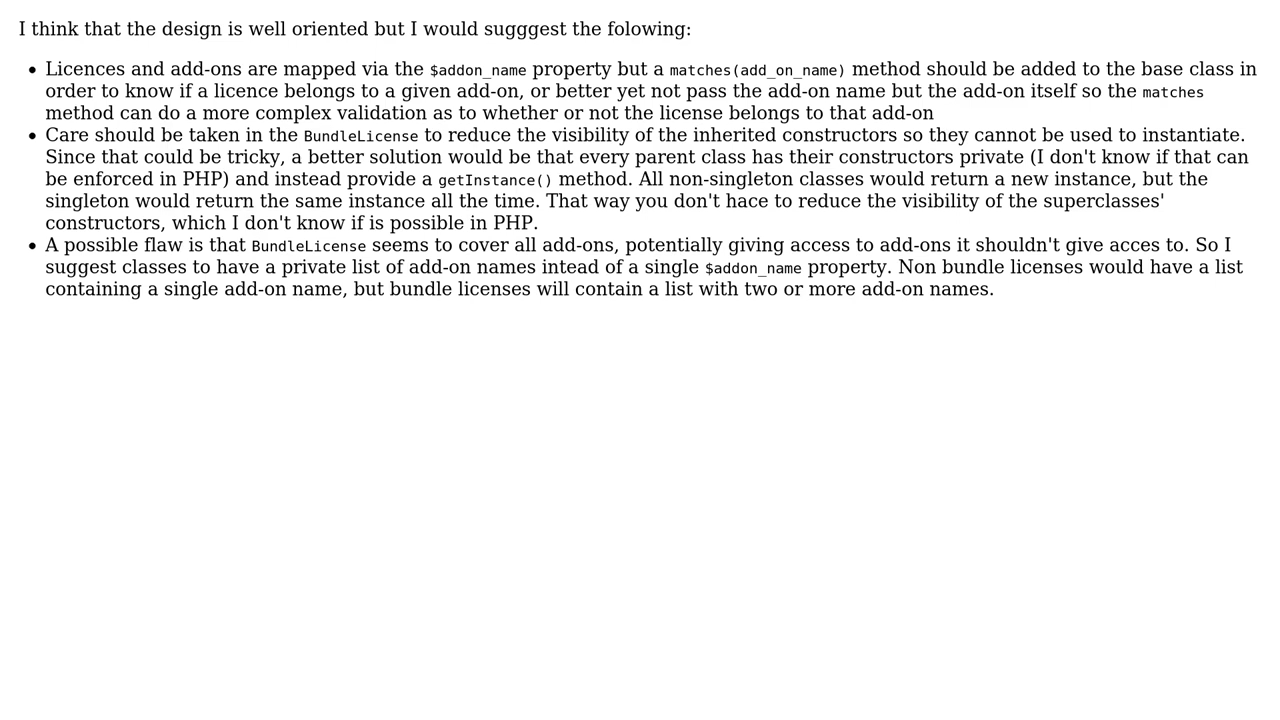 I think that the design is well oriented but I would sugggest the folowing:
• Licences and add-ons are mapped via the $addon_name property but a matches(add_on_name) method should be added to the base class in
order to know if a licence belongs to a given add-on, or better yet not pass the add-on name but the add-on itself so the matches
method can do a more complex validation as to whether or not the license belongs to that add-on
• Care should be taken in the BundleLicense to reduce the visibility of the inherited constructors so they cannot be used to instantiate.
Since that could be tricky, a better solution would be that every parent class has their constructors private (I don't know if that can
be enforced in PHP) and instead provide a getInstance() method. All non-singleton classes would return a new instance, but the
singleton would return the same instance all the time. That way you don't hace to reduce the visibility of the superclasses'
constructors, which I don't know if is possible in PHP.
• A possible flaw is that BundleLicense seems to cover all add-ons, potentially giving access to add-ons it shouldn't give acces to. So I
suggest classes to have a private list of add-on names intead of a single $addon_name property. Non bundle licenses would have a list
containing a single add-on name, but bundle licenses will contain a list with two or more add-on names.